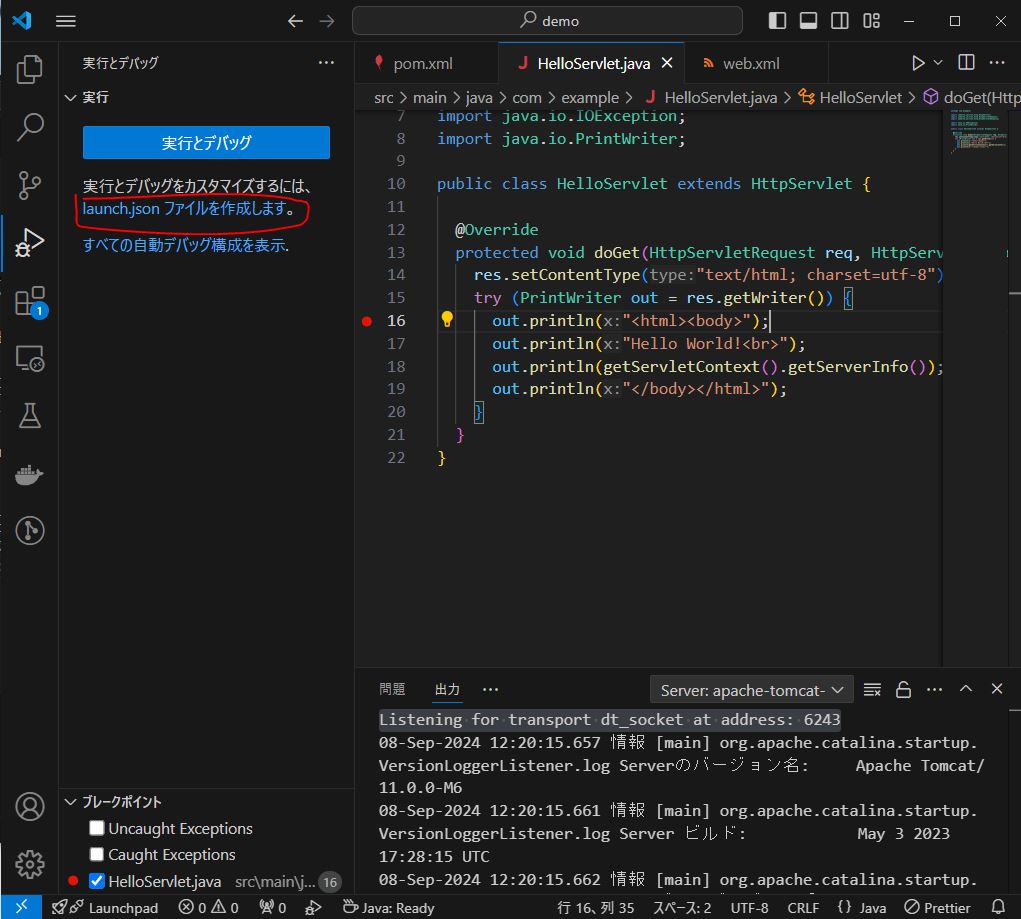 demo
実行とデバッグ
実行
実行とデバッグ
実行とデバッグをカスタマイズするには、
launch.json ファイルを作成します。
すべての自動デバッグ構成を表示.
1
pom.xml
HelloServlet.java
web.xml
src > main > java > com > example > HelloServlet.java > HelloServlet > doGet(Http
7 import java.io.IOException;
8 import java.io.PrintWriter;
9
10 public class HelloServlet extends HttpServlet {
11
12 @Override
13 protected void doGet(HttpServletRequest req, HttpServ
14 res.setContentType(type:"text/html; charset=utf-8")
15 try (PrintWriter out = res.getWriter()) {
16 out.println(x:"<html><body>");
17 out.println(x:"Hello World!<br>");
18 out.println(getServletContext().getServerInfo());
19 out.println(x:"</body></html>");
20 }
21 }
22 }
問題
出力
Server: apache-tomcat-
Listening for transport dt_socket at address: 6243
08-Sep-2024 12:20:15.657 情報 [main] org.apache.catalina.startup.
VersionLoggerListener.log Serverのバージョン名: Apache Tomcat/
11.0.0-M6
08-Sep-2024 12:20:15.661 情報 [main] org.apache.catalina.startup.
VersionLoggerListener.log Server ビルド: May 3 2023
17:28:15 UTC
08-Sep-2024 12:20:15.662 情報 [main] org.apache.catalina.startup.
ブレークポイント
Uncaught Exceptions
Caught Exceptions
HelloServlet.java src\main\j... 16
Launchpad 0 0 0 Java: Ready 行 16、列 35 スペース: 2 UTF-8 CRLF {} Java Prettier